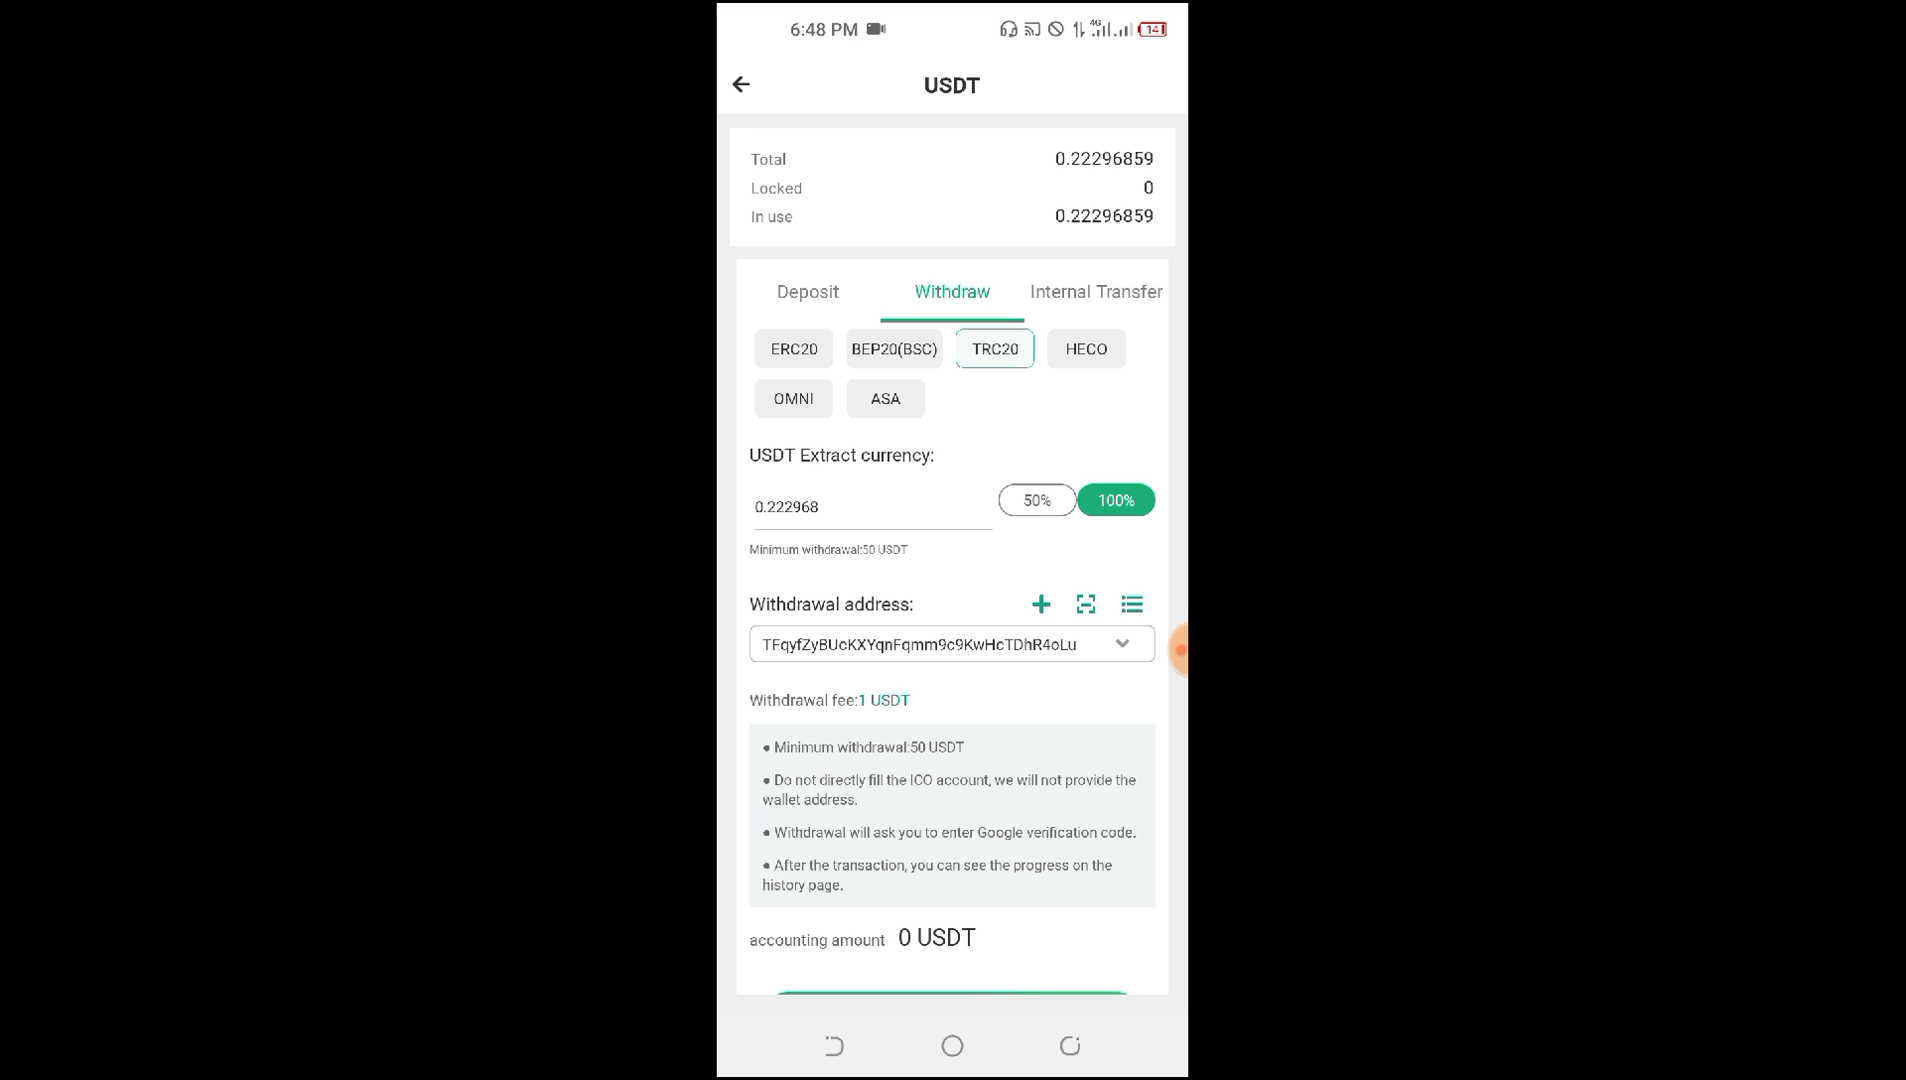 6:48 PM
4G
14
USDT
Total 0.22296859
Locked 0
In use 0.22296859
Deposit Withdraw Internal Transfer
ERC20 BEP20(BSC) TRC20 HECO
OMNI ASA
USDT Extract currency:
0.222968 50% 100%
Minimum withdrawal:50 USDT
Withdrawal address:
TFqyfZyBUcKXYqnFqmm9c9KwHcTDhR4oLu
Withdrawal fee:1 USDT
● Minimum withdrawal:50 USDT
● Do not directly fill the ICO account, we will not provide the
wallet address.
● Withdrawal will ask you to enter Google verification code.
● After the transaction, you can see the progress on the
history page.
accounting amount 0 USDT